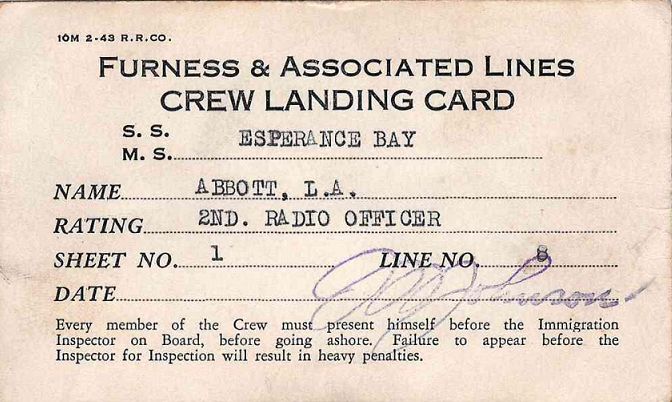 10M 2-43 R.R.CO.
FURNESS & ASSOCIATED LINES
CREW LANDING CARD
S. S.
M. S. ESPERANCE BAY
NAME ABBOTT, L.A.
RATING 2ND. RADIO OFFICER
SHEET NO. 1 LINE NO. 8
DATE
Johnson
Every member of the Crew must present himself before the Immigration
Inspector on Board, before going ashore. Failure to appear before the
Inspector for Inspection will result in heavy penalties.